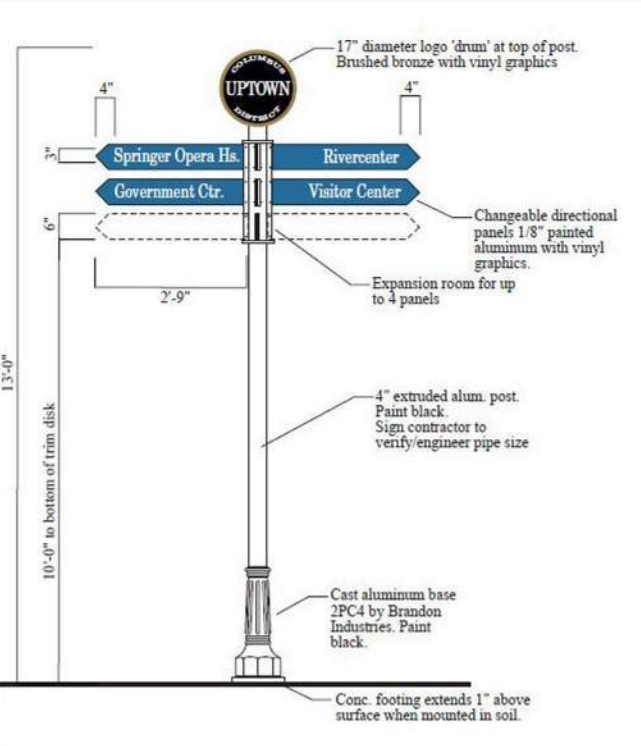 17" diameter logo 'drum' at top of post.
Brushed bronze with vinyl graphics
COLUMBUS
UPTOWN
DISTRICT
4"
4"
3"
Springer Opera Hs.
Rivercenter
Government Ctr.
Visitor Center
6"
Changeable directional
panels 1/8" painted
aluminum with vinyl
graphics.
Expansion room for up
to 4 panels
2'-9"
13'-0"
4" extruded alum. post.
Paint black.
Sign contractor to
verify/engineer pipe size
10'-0" to bottom of trim disk
Cast aluminum base
2PC4 by Brandon
Industries. Paint
black.
Conc. footing extends 1" above
surface when mounted in soil.